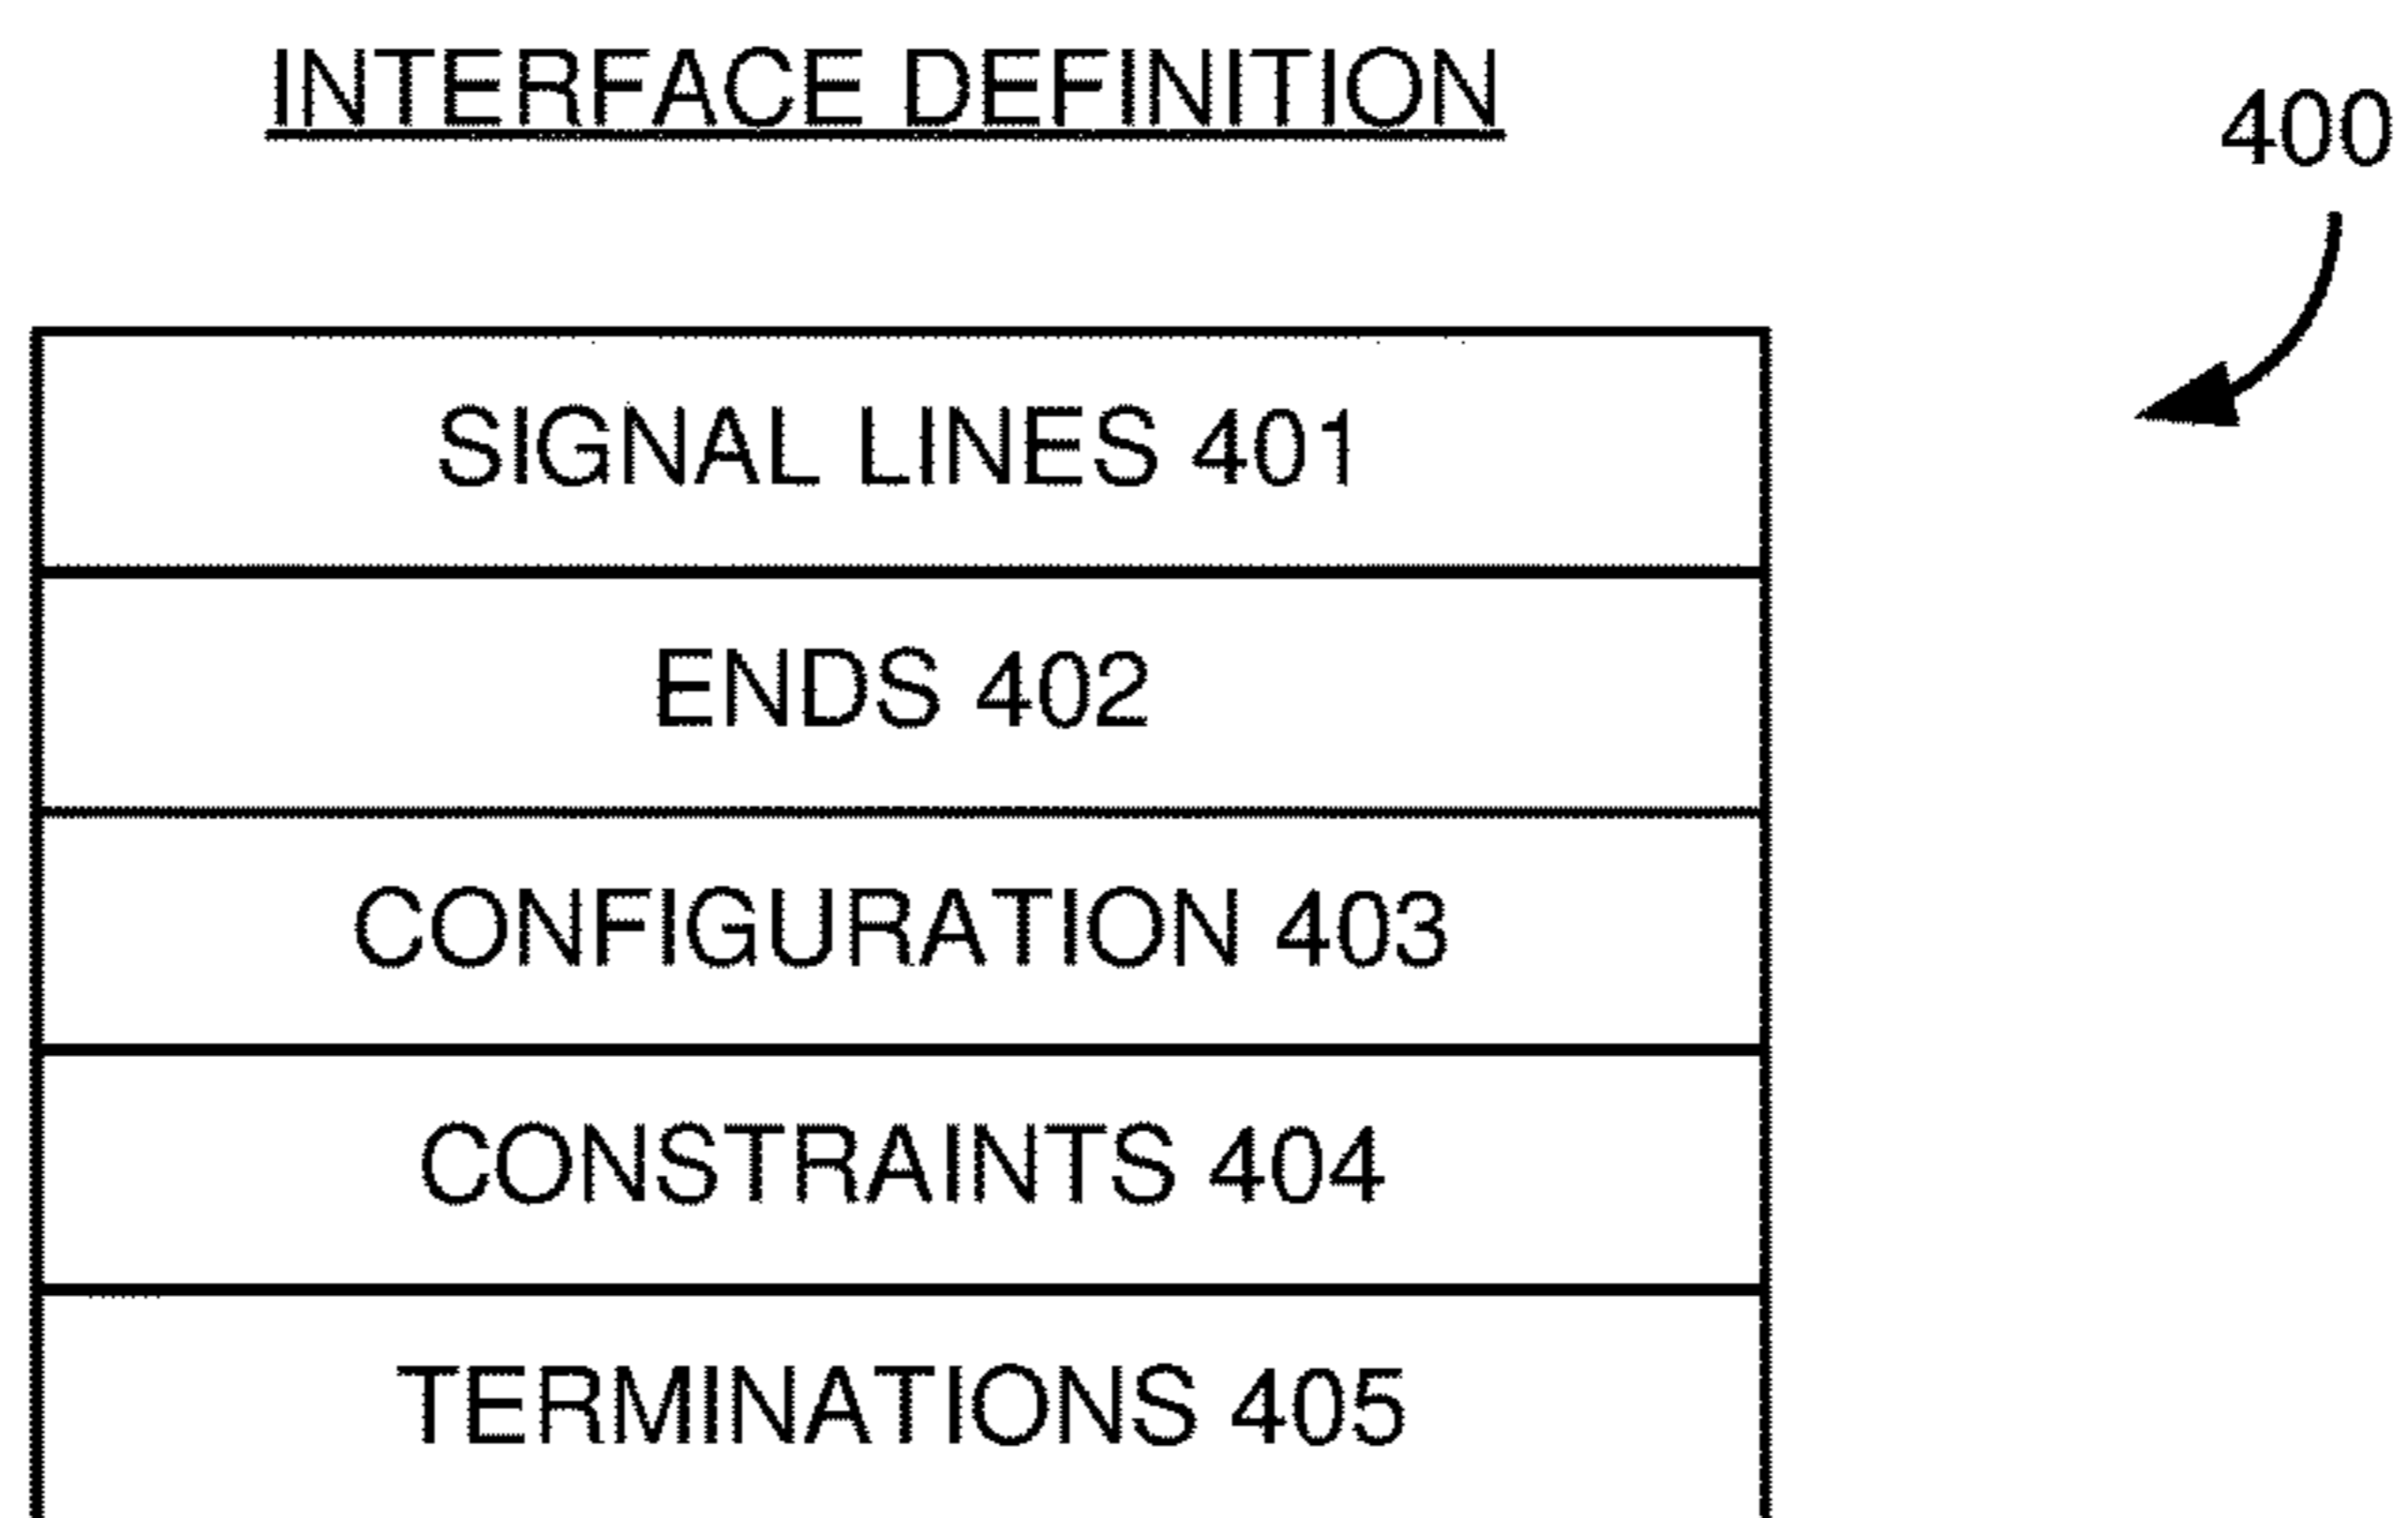 INTERFACE DEFINITION
400
SIGNAL LINES 401
ENDS 402
CONFIGURATION 403
CONSTRAINTS 404
TERMINATIONS 405